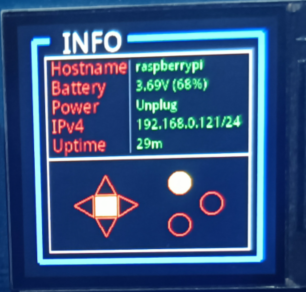 INFO
Hostname raspberrypi
Battery 3.69V (68%)
Power Unplug
IPv4 192.168.0.121/24
Uptime 29m